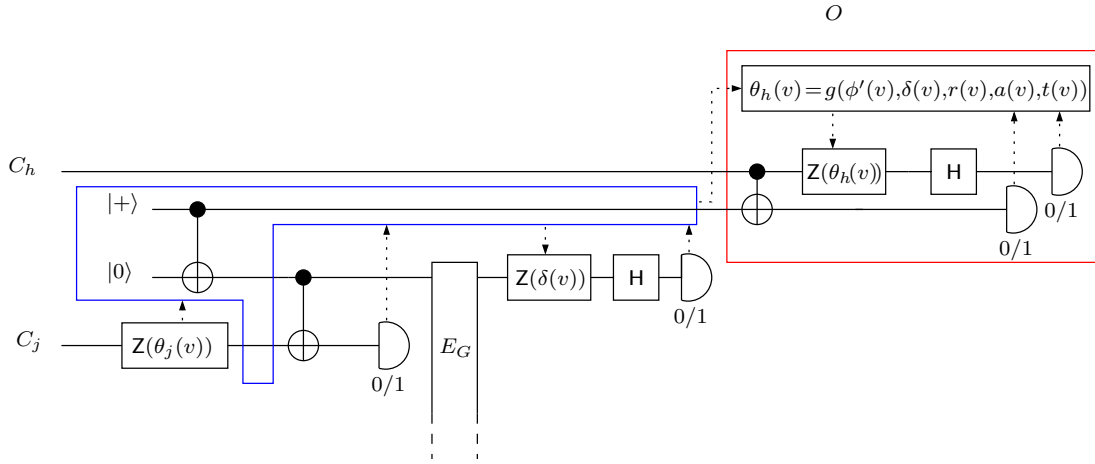 O
θ_h(v)=g(φ′(v),δ(v),r(v),a(v),t(v))
C_h
Z(θ_h(v))
H
0/1
|+⟩
0/1
|0⟩
Z(δ(v))
H
0/1
C_j
Z(θ_j(v))
0/1
E_G